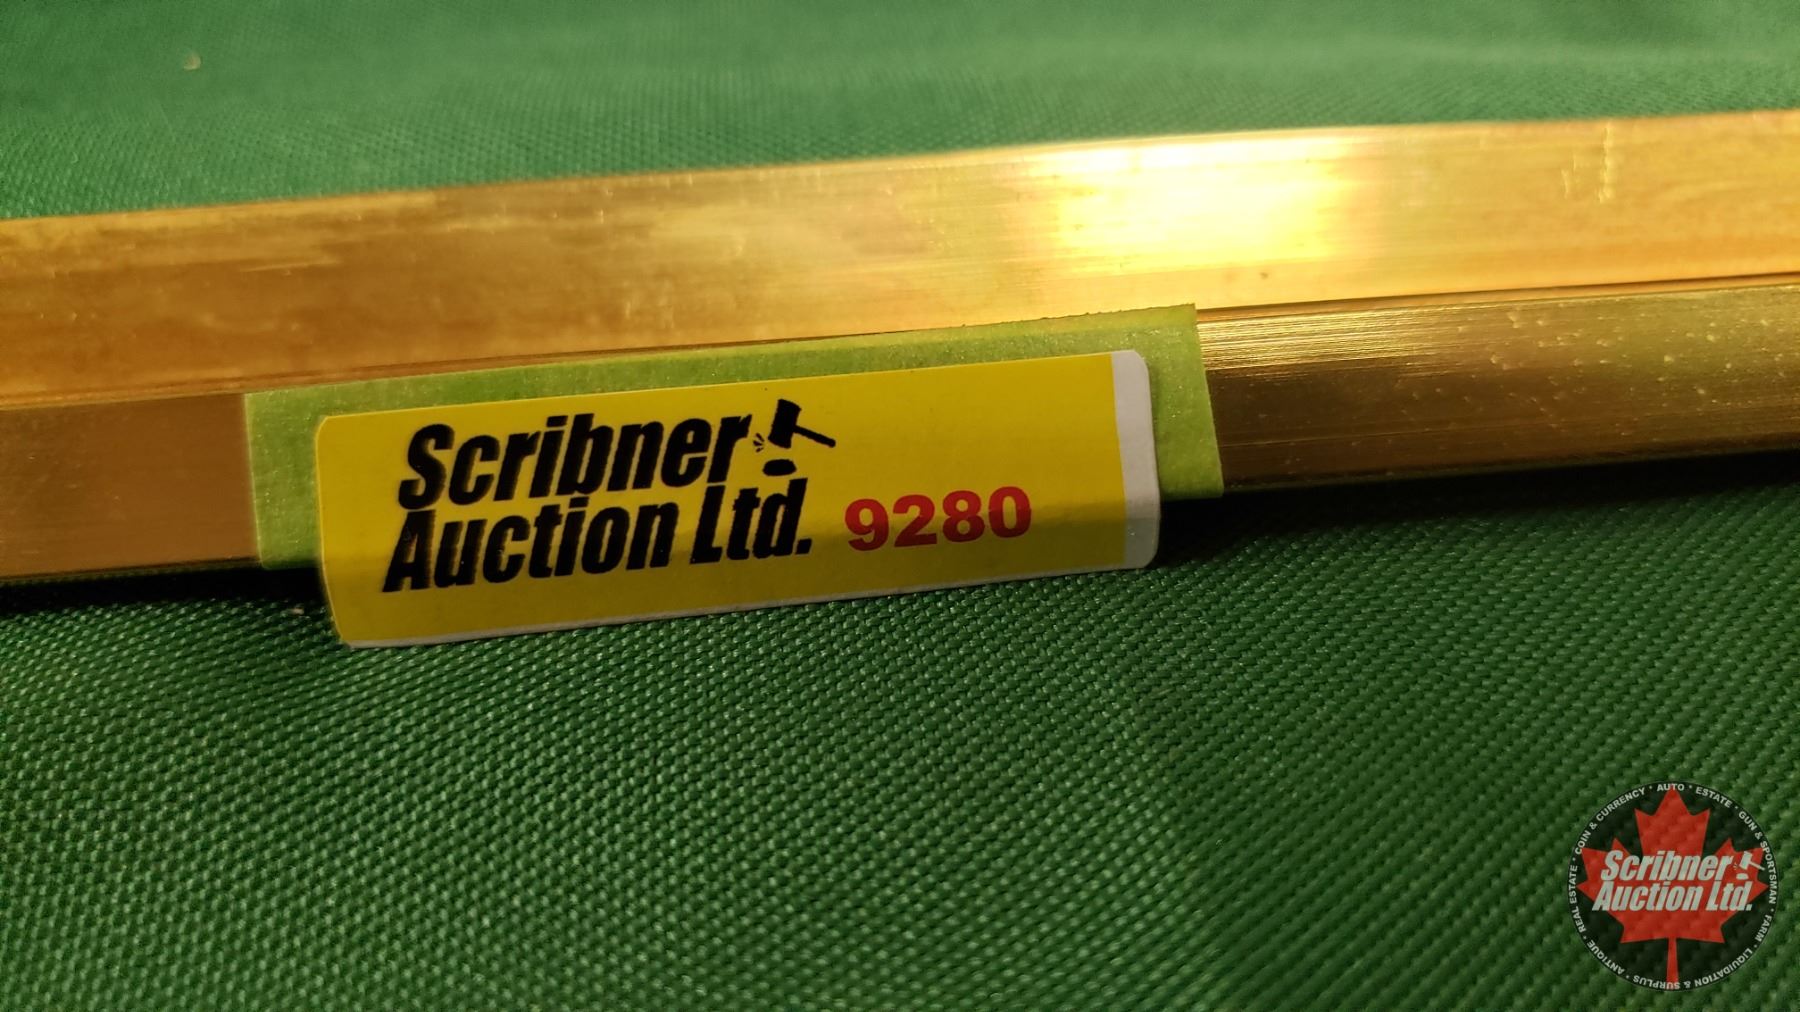 Scribner
Auction Ltd. 9280
COIN & CURRENCY * AUTO * ESTATE * GUN & SPORTSMAN * FARM * LIQUIDATION & SURPLUS * ANTIQUE * REAL ESTATE *
Scribner
Auction Ltd.